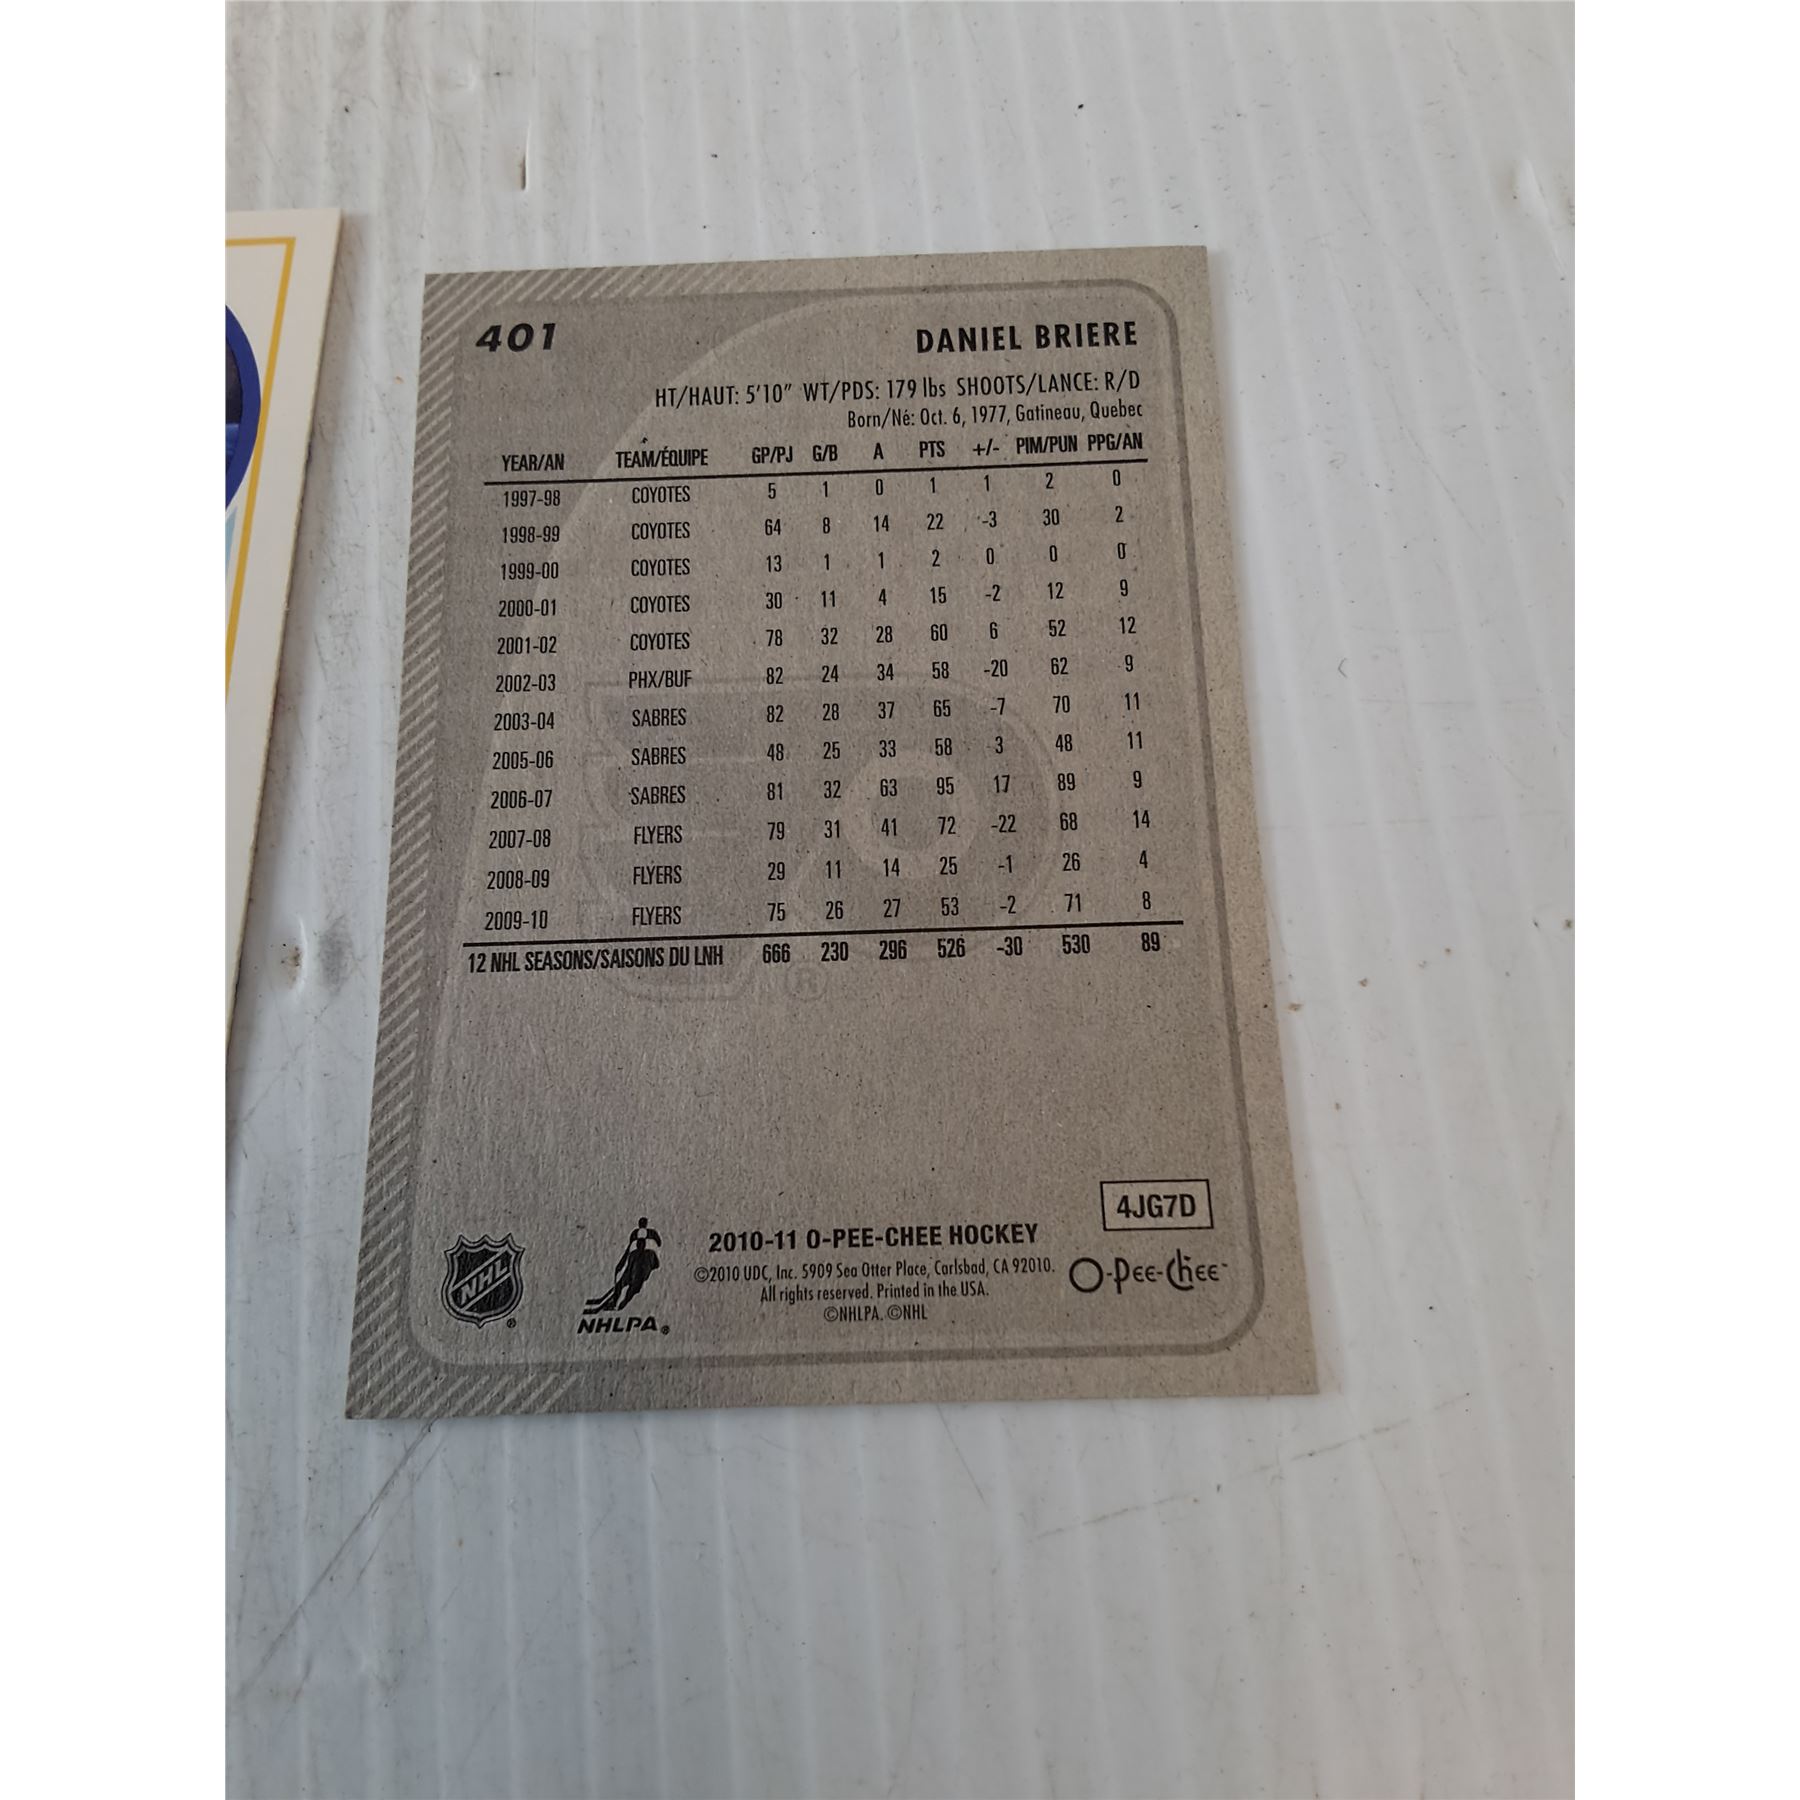 401
DANIEL BRIERE
HT/HAUT: 5'10" WT/PDS: 179 lbs SHOOTS/LANCE: R/D
Born/Né: Oct. 6, 1977, Gatineau, Quebec
YEAR/AN TEAM/ÉQUIPE GP/PJ G/B A PTS +/- PIM/PUN PPG/AN
1997-98 COYOTES 5 1 0 1 1 2 0
1998-99 COYOTES 64 8 14 22 -3 30 2
1999-00 COYOTES 13 1 1 2 0 0 0
2000-01 COYOTES 30 11 4 15 -2 12 9
2001-02 COYOTES 78 32 28 60 6 52 12
2002-03 PHX/BUF 82 24 34 58 -20 62 9
2003-04 SABRES 82 28 37 65 -7 70 11
2005-06 SABRES 48 25 33 58 3 48 11
2006-07 SABRES 81 32 63 95 17 89 9
2007-08 FLYERS 79 31 41 72 -22 68 14
2008-09 FLYERS 29 11 14 25 -1 26 4
2009-10 FLYERS 75 26 27 53 -2 71 8
12 NHL SEASONS/SAISONS DU LNH 666 230 296 526 -30 530 89
4JG7D
2010-11 O-PEE-CHEE HOCKEY
©2010 UDC, Inc. 5909 Sea Otter Place, Carlsbad, CA 92010.
All rights reserved. Printed in the USA.
©NHLPA. ©NHL
NHL®
NHLPA®
O-PEE-CHEE™